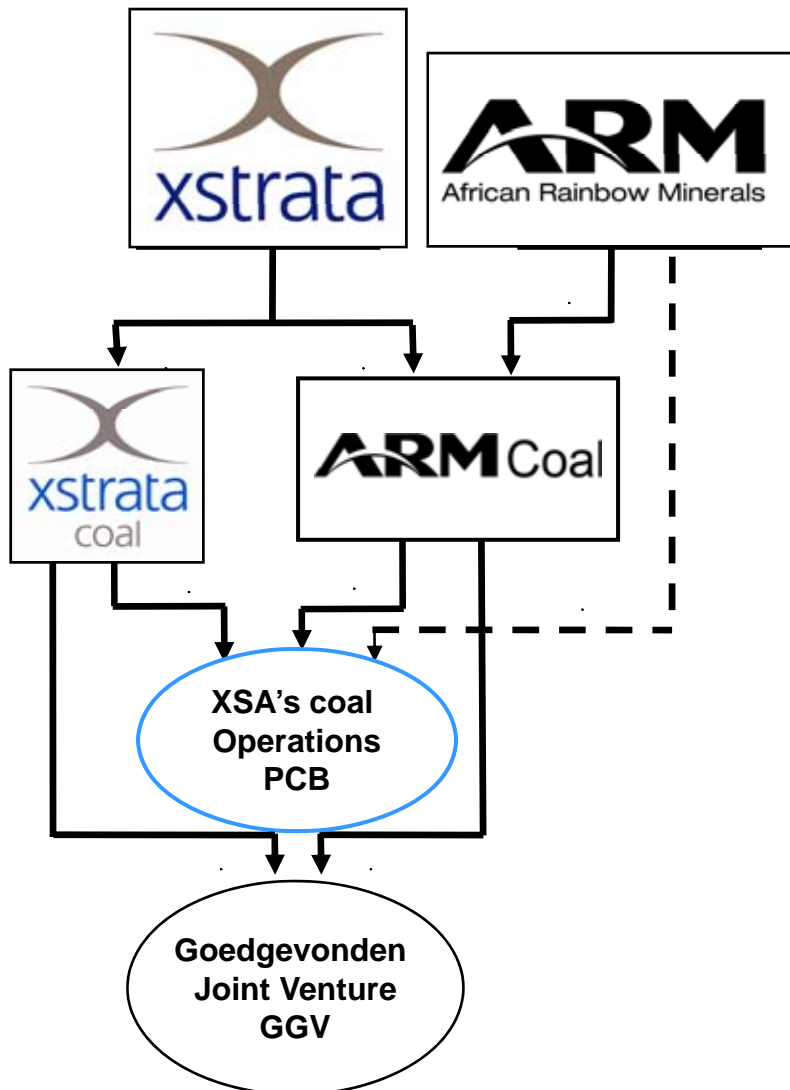 xstrata
ARM
African Rainbow Minerals
xstrata
coal
ARM Coal
XSA's coal
Operations
PCB
Goedgevonden
Joint Venture
GGV